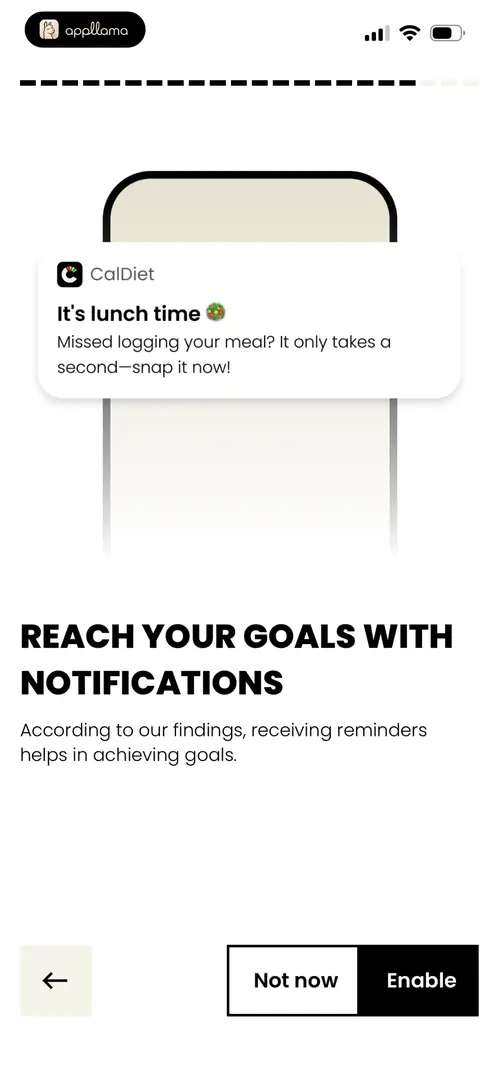 appllama
CalDiet
It's lunch time 🥗
Missed logging your meal? It only takes a
second—snap it now!
REACH YOUR GOALS WITH
NOTIFICATIONS
According to our findings, receiving reminders
helps in achieving goals.
Not now
Enable